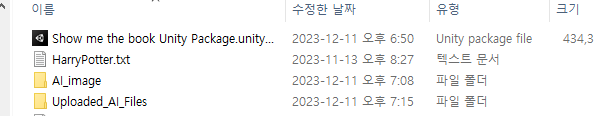 이름 수정한 날짜 유형 크기
Show me the book Unity Package.unity... 2023-12-11 오후 6:50 Unity package file 434,3
HarryPotter.txt 2023-11-13 오후 8:27 텍스트 문서
AI_image 2023-12-11 오후 7:08 파일 폴더
Uploaded_AI_Files 2023-12-11 오후 7:15 파일 폴더